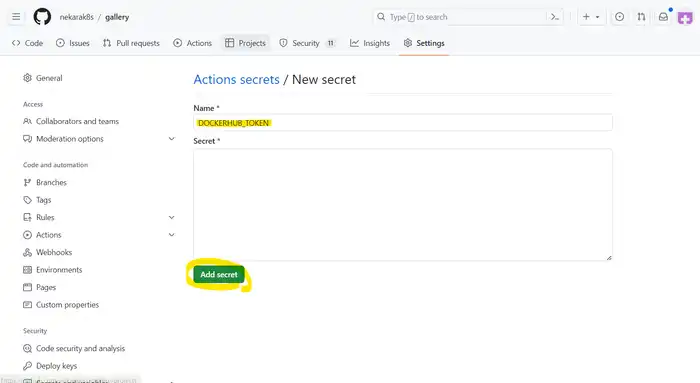 nekarak8s / gallery
Type / to search
Code
Issues
Pull requests
Actions
Projects
Security 11
Insights
Settings
General
Access
Collaborators and teams
Moderation options
Code and automation
Branches
Tags
Rules
Actions
Webhooks
Environments
Pages
Custom properties
Security
Code security and analysis
Deploy keys
Actions secrets / New secret
Name *
DOCKERHUB_TOKEN
Secret *
Add secret